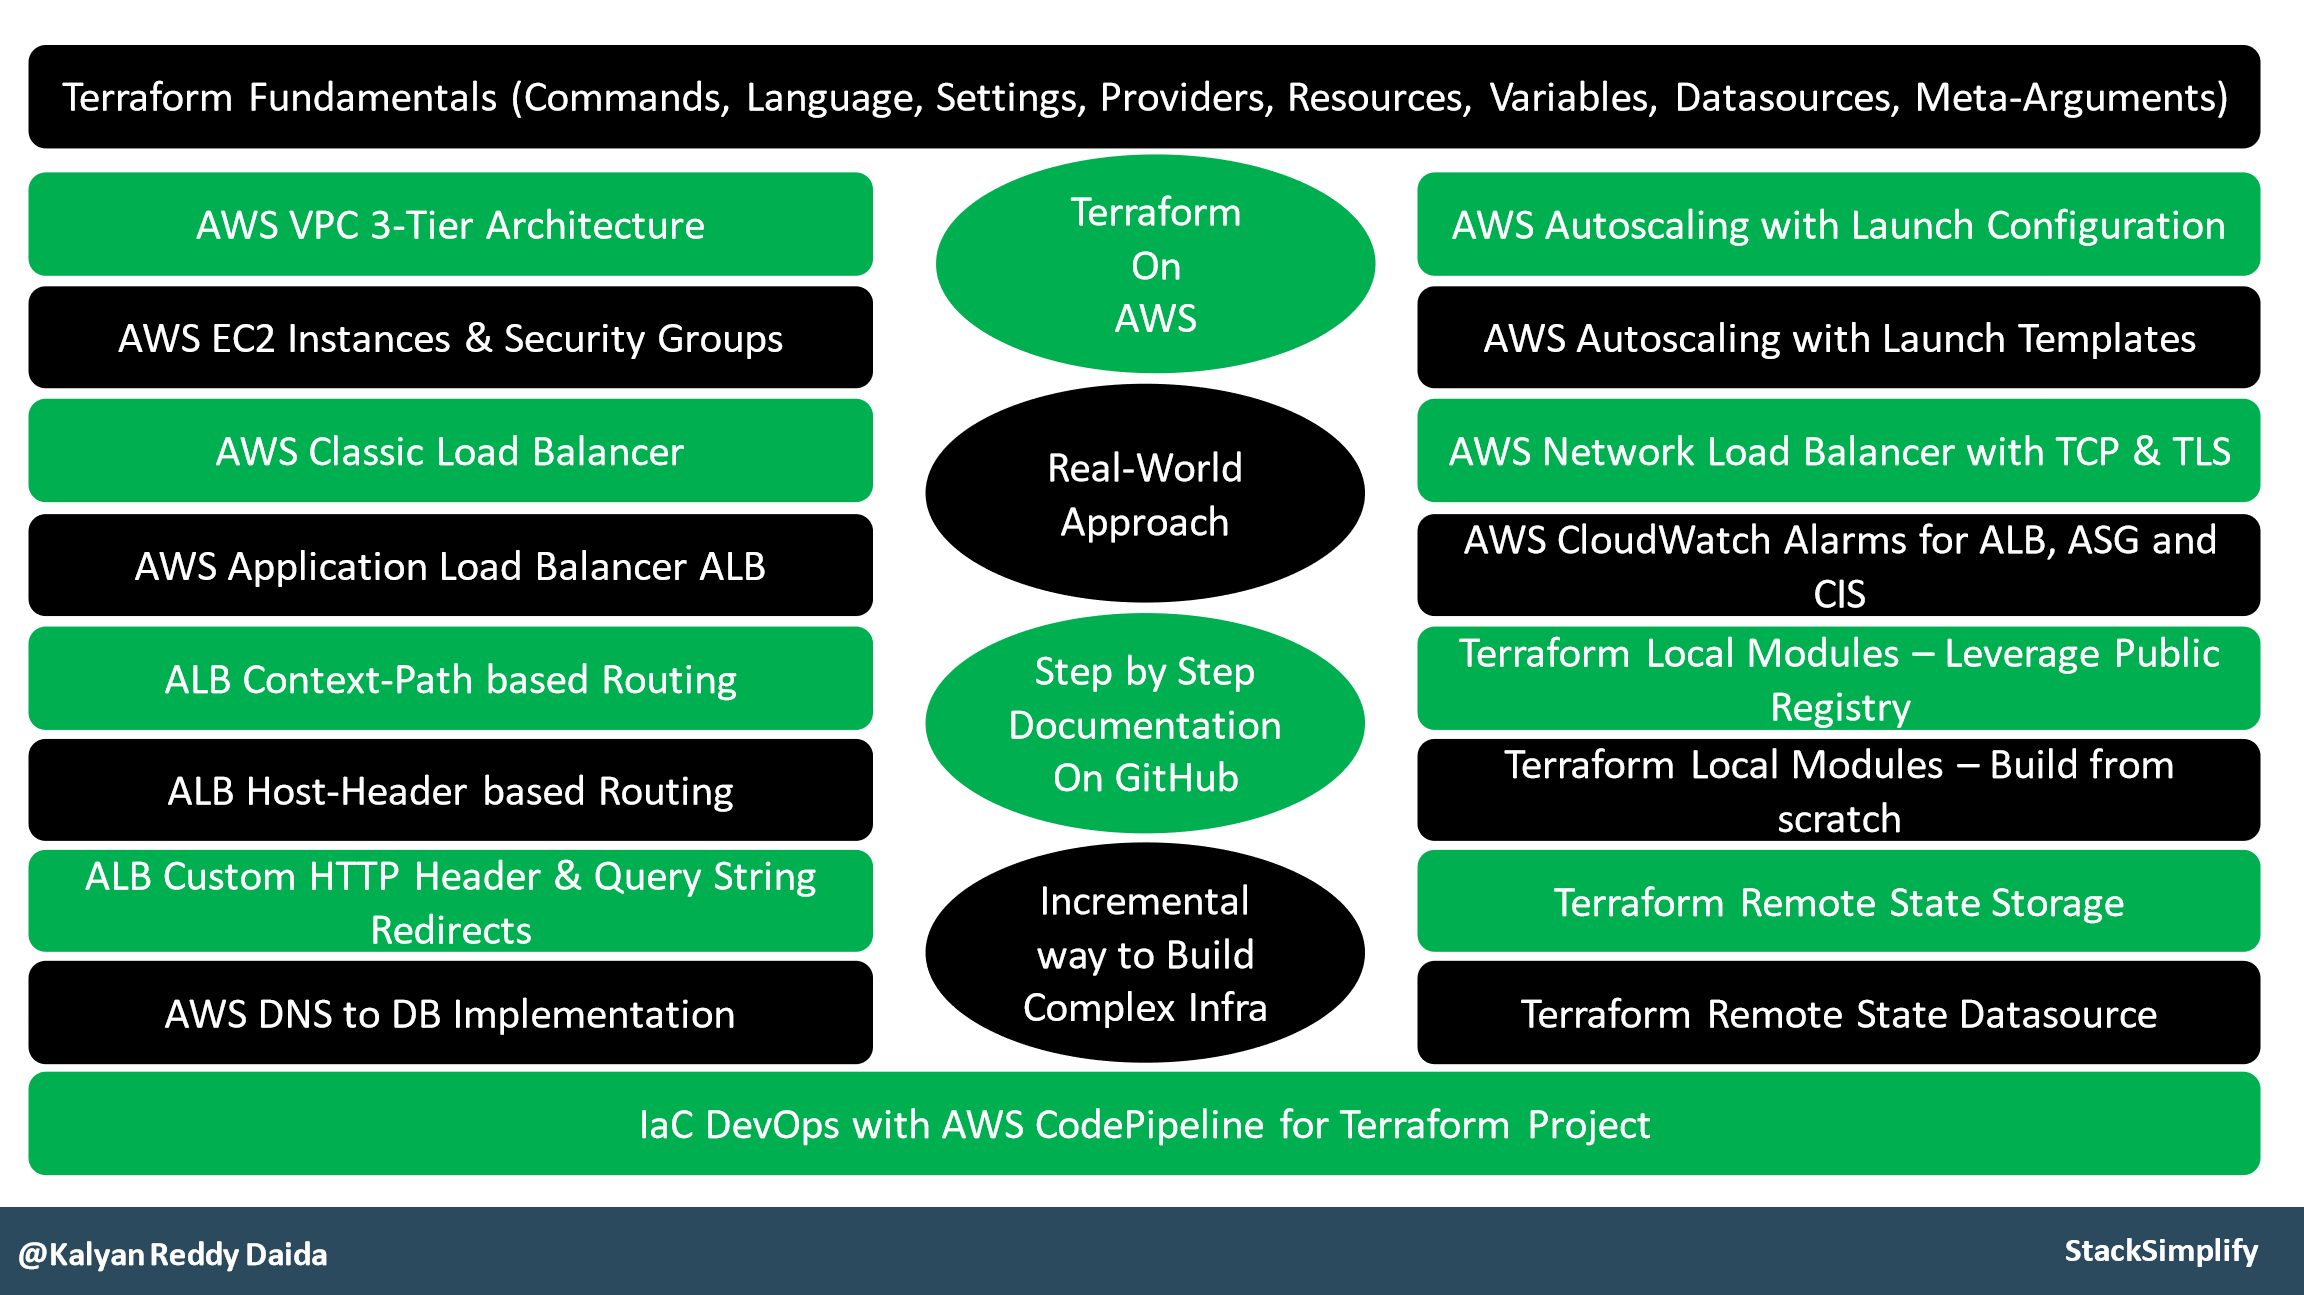 Terraform Fundamentals (Commands, Language, Settings, Providers, Resources, Variables, Datasources, Meta-Arguments)
AWS VPC 3-Tier Architecture
AWS EC2 Instances & Security Groups
AWS Classic Load Balancer
AWS Application Load Balancer ALB
ALB Context-Path based Routing
ALB Host-Header based Routing
ALB Custom HTTP Header & Query String
Redirects
AWS DNS to DB Implementation
Terraform
On
AWS
Real-World
Approach
Step by Step
Documentation
On GitHub
Incremental
way to Build
Complex Infra
AWS Autoscaling with Launch Configuration
AWS Autoscaling with Launch Templates
AWS Network Load Balancer with TCP & TLS
AWS CloudWatch Alarms for ALB, ASG and
CIS
Terraform Local Modules – Leverage Public
Registry
Terraform Local Modules – Build from
scratch
Terraform Remote State Storage
Terraform Remote State Datasource
IaC DevOps with AWS CodePipeline for Terraform Project
@Kalyan Reddy Daida
StackSimplify